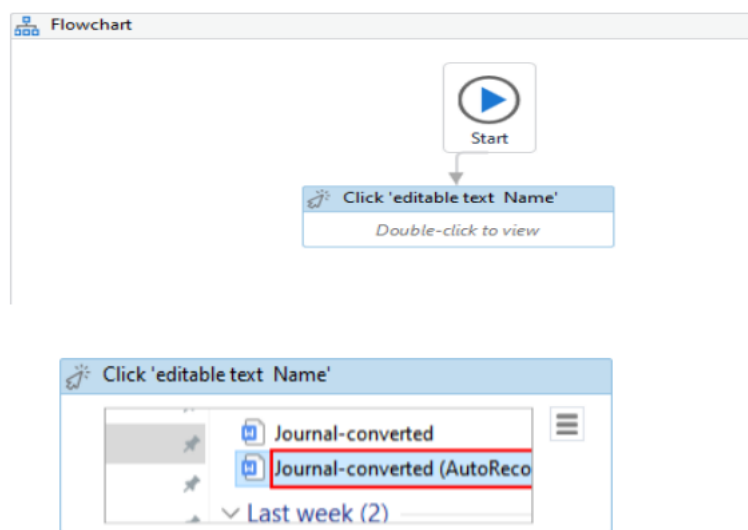 Flowchart
Start
Click 'editable text  Name'
Double-click to view
Click 'editable text  Name'
Journal-converted
Journal-converted (AutoReco
Last week (2)